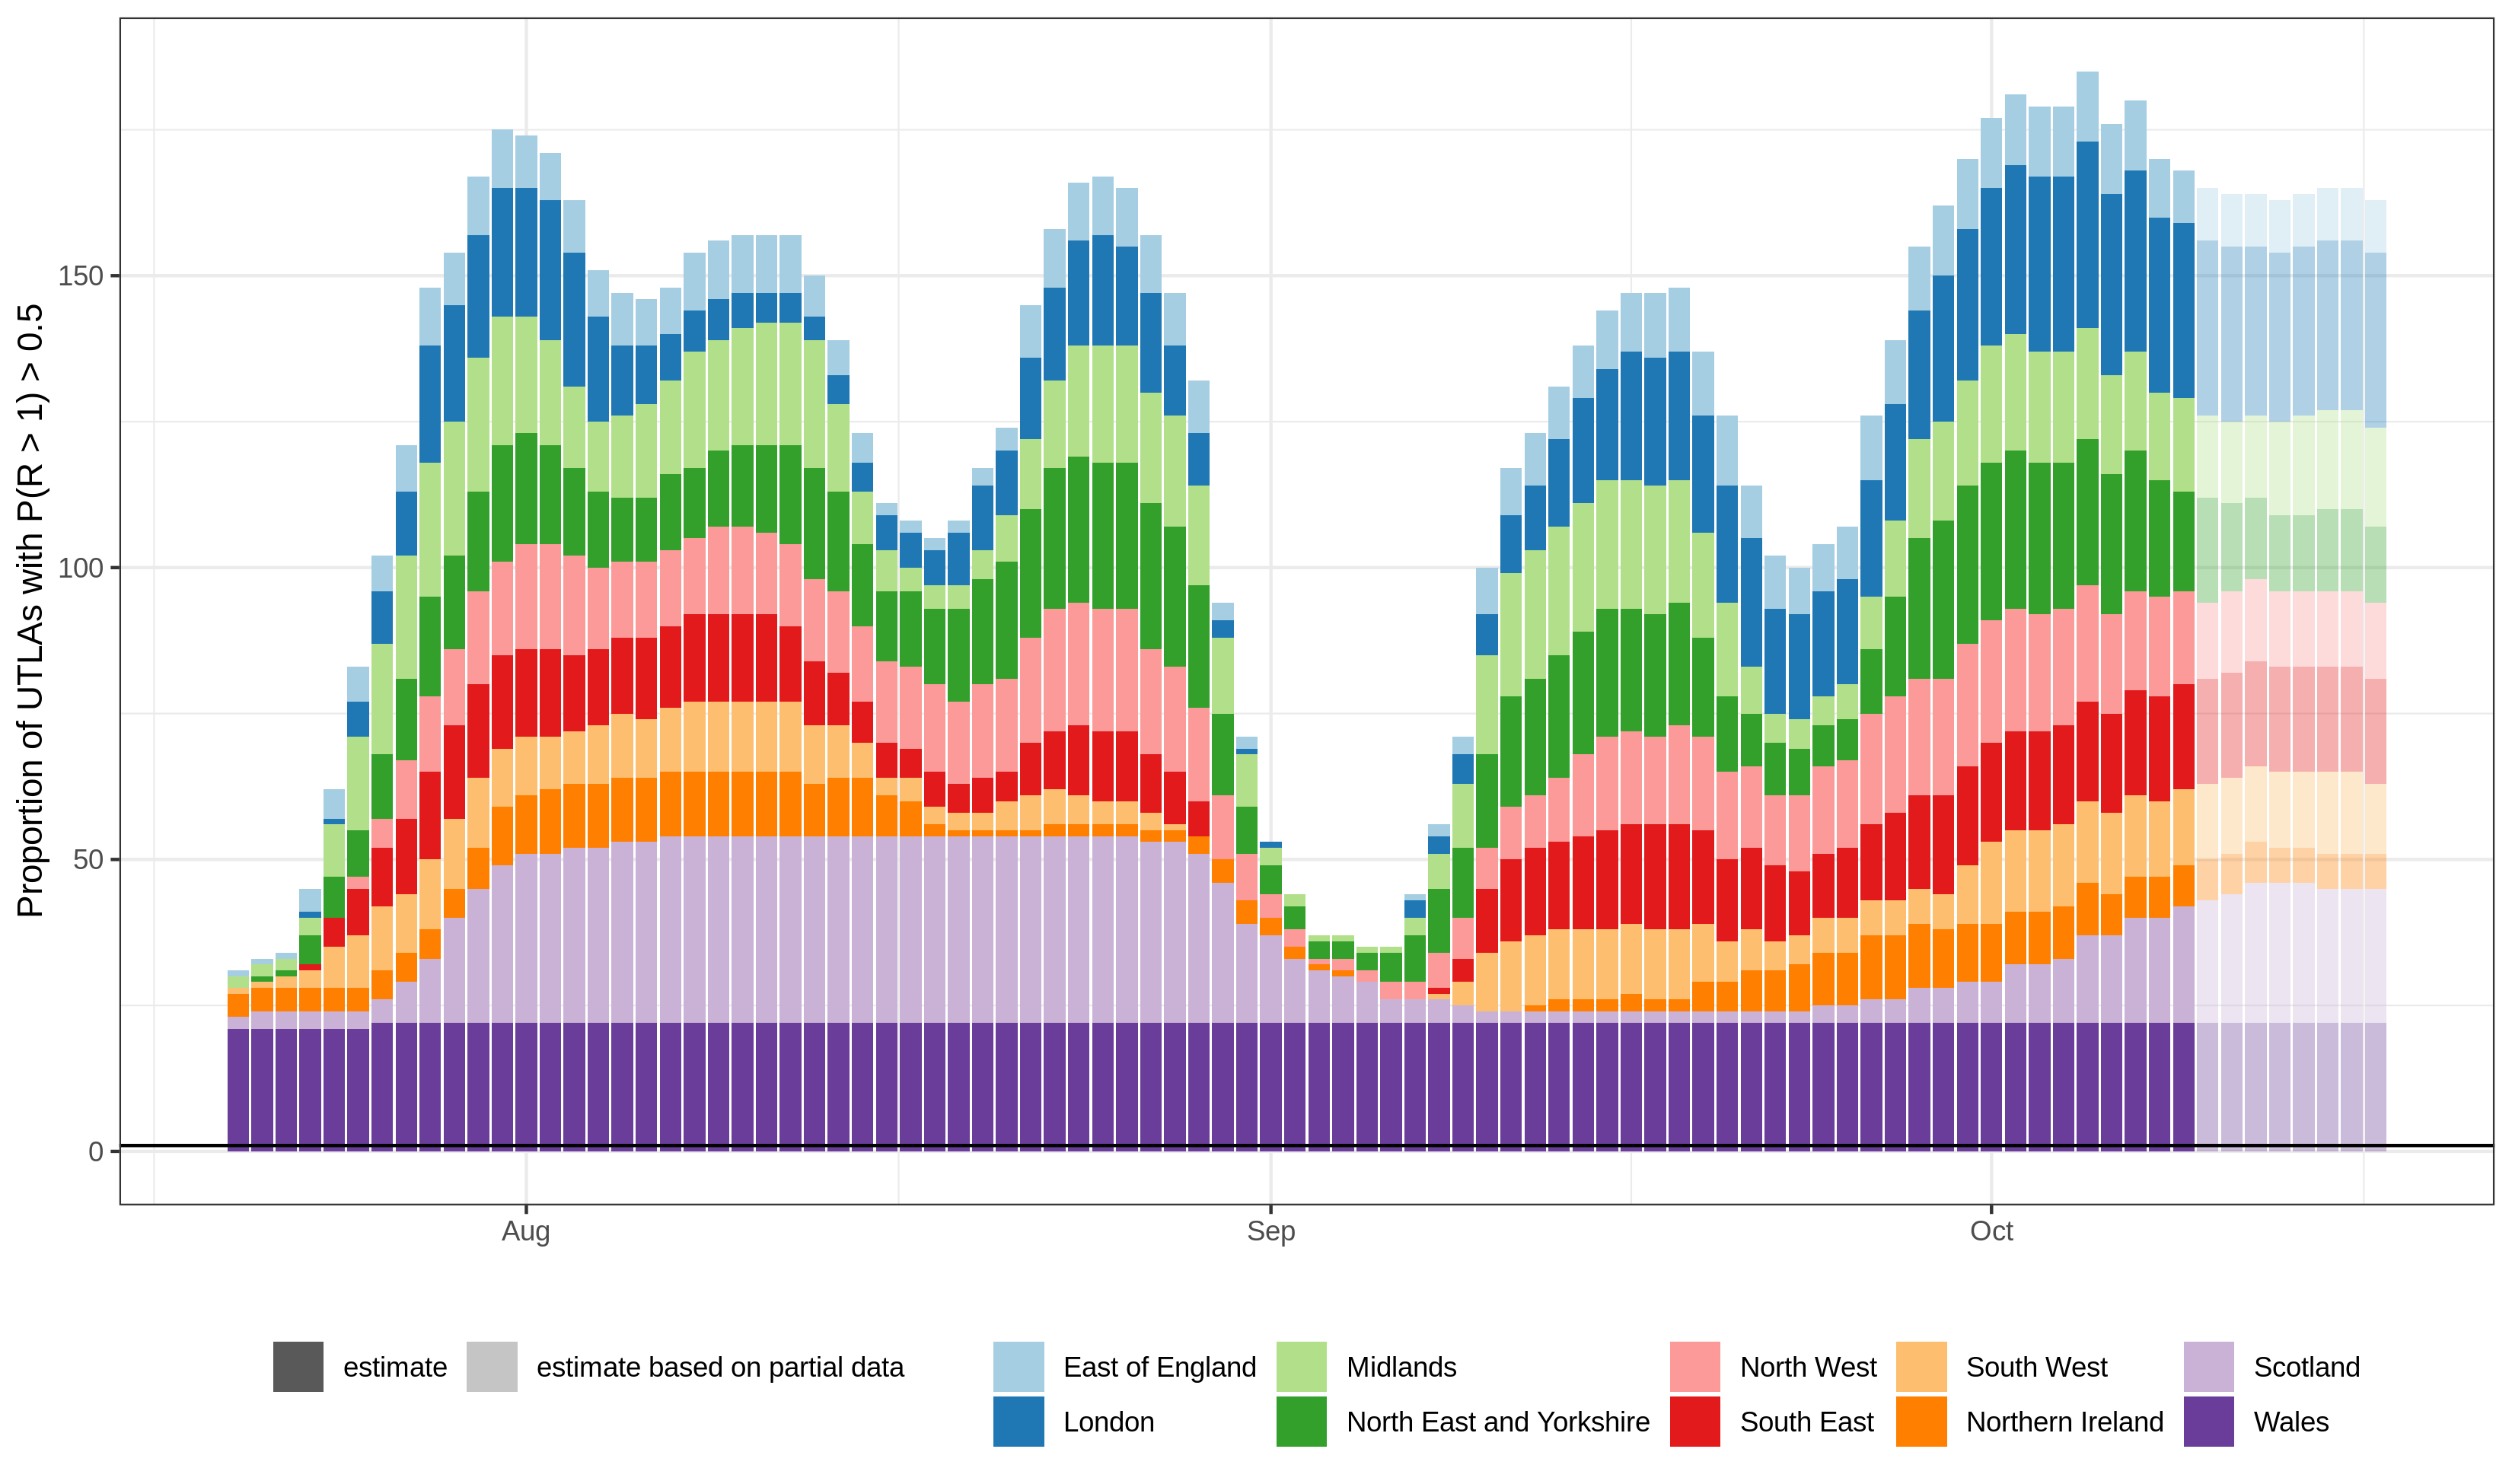 Proportion of UTLAs with P(R > 1) > 0.5
150
100
50
0
Aug
Sep
Oct
estimate
estimate based on partial data
East of England
Midlands
North West
South West
Scotland
London
North East and Yorkshire
South East
Northern Ireland
Wales